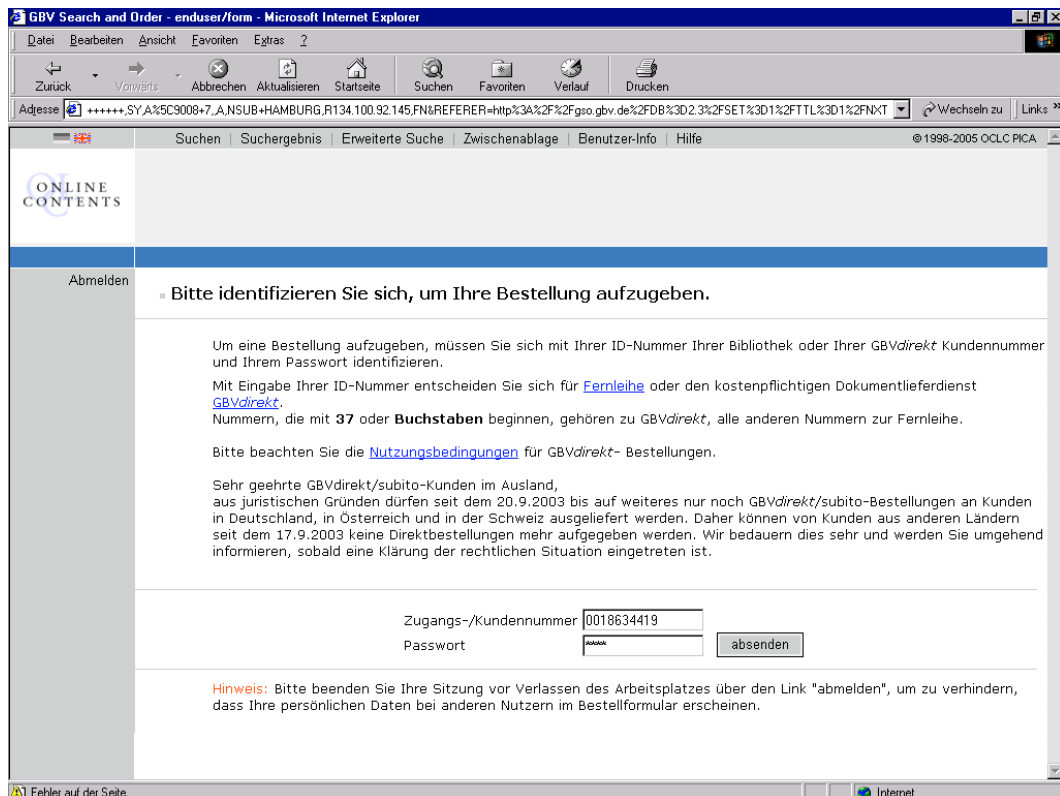 GBV Search and Order - enduser/form - Microsoft Internet Explorer
Datei Bearbeiten Ansicht Favoriten Extras ?
Zurück Vorwärts Abbrechen Aktualisieren Startseite Suchen Favoriten Verlauf Drucken
Adresse ++++++,SY,A%5C9008+7,,A,NSUB+HAMBURG,R134.100.92.145,FN&REFERER=http%3A%2F%2Fgso.gbv.de%2FDB%3D2.3%2FSET%3D1%2FTTL%3D1%2FNXT Wechseln zu Links »
Suchen | Suchergebnis | Erweiterte Suche | Zwischenablage | Benutzer-Info | Hilfe © 1998-2005 OCLC PICA
ONLINE
CONTENTS
Abmelden
Bitte identifizieren Sie sich, um Ihre Bestellung aufzugeben.
Um eine Bestellung aufzugeben, müssen Sie sich mit Ihrer ID-Nummer Ihrer Bibliothek oder Ihrer GBVdirekt Kundennummer
und Ihrem Passwort identifizieren.
Mit Eingabe Ihrer ID-Nummer entscheiden Sie sich für Fernleihe oder den kostenpflichtigen Dokumentlieferdienst
GBVdirekt.
Nummern, die mit 37 oder Buchstaben beginnen, gehören zu GBVdirekt, alle anderen Nummern zur Fernleihe.
Bitte beachten Sie die Nutzungsbedingungen für GBVdirekt- Bestellungen.
Sehr geehrte GBVdirekt/subito-Kunden im Ausland,
aus juristischen Gründen dürfen seit dem 20.9.2003 bis auf weiteres nur noch GBVdirekt/subito-Bestellungen an Kunden
in Deutschland, in Österreich und in der Schweiz ausgeliefert werden. Daher können von Kunden aus anderen Ländern
seit dem 17.9.2003 keine Direktbestellungen mehr aufgegeben werden. Wir bedauern dies sehr und werden Sie umgehend
informieren, sobald eine Klärung der rechtlichen Situation eingetreten ist.
Zugangs-/Kundennummer 0018634419
Passwort **** absenden
Hinweis: Bitte beenden Sie Ihre Sitzung vor Verlassen des Arbeitsplatzes über den Link "abmelden", um zu verhindern,
dass Ihre persönlichen Daten bei anderen Nutzern im Bestellformular erscheinen.
Fehler auf der Seite. Internet